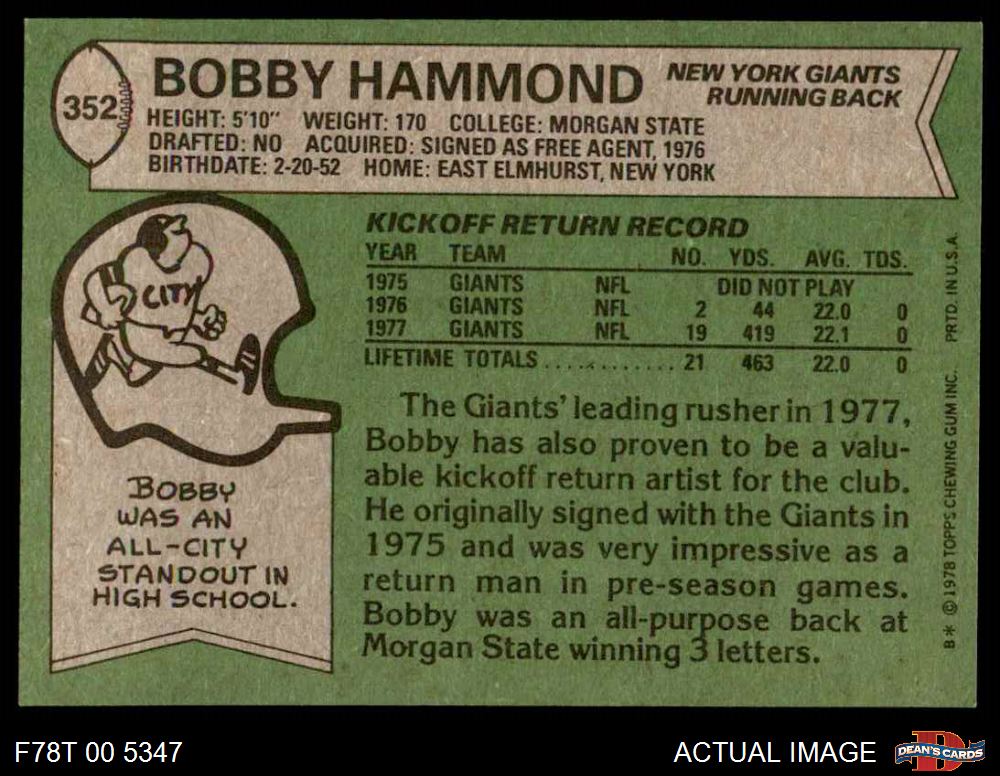 352
BOBBY HAMMOND
NEW YORK GIANTS
RUNNING BACK
HEIGHT: 5'10" WEIGHT: 170 COLLEGE: MORGAN STATE
DRAFTED: NO ACQUIRED: SIGNED AS FREE AGENT, 1976
BIRTHDATE: 2-20-52 HOME: EAST ELMHURST, NEW YORK
CITY
BOBBY
WAS AN
ALL-CITY
STANDOUT IN
HIGH SCHOOL.
KICKOFF RETURN RECORD
YEAR TEAM NO. YDS. AVG. TDS.
1975 GIANTS NFL DID NOT PLAY
1976 GIANTS NFL 2 44 22.0 0
1977 GIANTS NFL 19 419 22.1 0
LIFETIME TOTALS ............ 21 463 22.0 0
The Giants' leading rusher in 1977,
Bobby has also proven to be a valu-
able kickoff return artist for the club.
He originally signed with the Giants in
1975 and was very impressive as a
return man in pre-season games.
Bobby was an all-purpose back at
Morgan State winning 3 letters.
B* © 1978 TOPPS CHEWING GUM INC. PRTD. IN U.S.A.
F78T 00 5347
ACTUAL IMAGE
DEAN'S CARDS